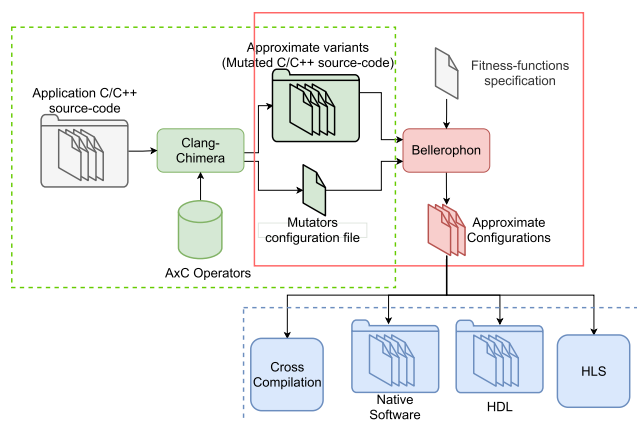 Approximate variants
(Mutated C/C++ source-code)
Application C/C++
source-code
Fitness-functions
specification
Clang-
Chimera
Bellerophon
Mutators
configuration file
Approximate
Configurations
AxC Operators
Cross
Compilation
Native
Software
HDL
HLS